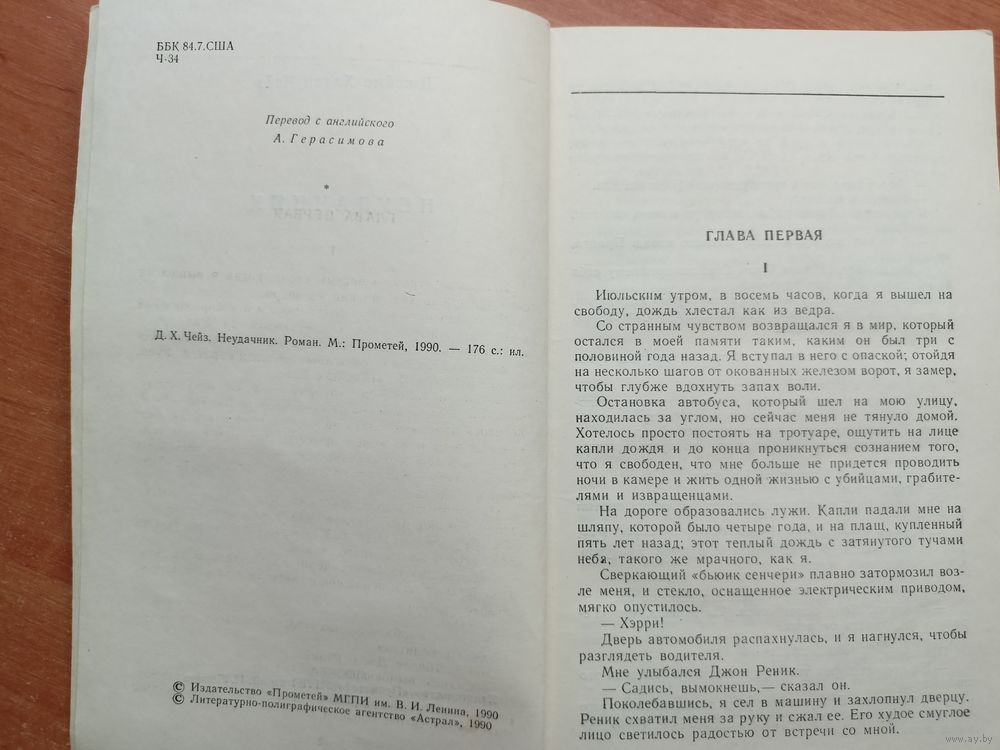 ББК 84.7.США
Ч-34
Перевод с английского
А. Герасимова
*
Д. Х. Чейз. Неудачник. Роман. М.: Прометей, 1990. — 176 с.: ил.
© Издательство «Прометей» МГПИ им. В. И. Ленина, 1990
© Литературно-полиграфическое агентство «Астрал», 1990
ГЛАВА ПЕРВАЯ
I
Июльским утром, в восемь часов, когда я вышел на
свободу, дождь хлестал как из ведра.
Со странным чувством возвращался я в мир, который
остался в моей памяти таким, каким он был три с
половиной года назад. Я вступал в него с опаской; отойдя
на несколько шагов от окованных железом ворот, я замер,
чтобы глубже вдохнуть запах воли.
Остановка автобуса, который шел на мою улицу,
находилась за углом, но сейчас меня не тянуло домой.
Хотелось просто постоять на тротуаре, ощутить на лице
капли дождя и до конца проникнуться сознанием того,
что я свободен, что мне больше не придется проводить
ночи в камере и жить одной жизнью с убийцами, грабите-
лями и извращенцами.
На дороге образовались лужи. Капли падали мне на
шляпу, которой было четыре года, и на плащ, купленный
пять лет назад; этот теплый дождь с затянутого тучами
неба, такого же мрачного, как я.
Сверкающий «бьюик сенчери» плавно затормозил воз-
ле меня, и стекло, оснащенное электрическим приводом,
мягко опустилось.
— Хэрри!
Дверь автомобиля распахнулась, и я нагнулся, чтобы
разглядеть водителя.
Мне улыбался Джон Реник.
— Садись, вымокнешь,— сказал он.
Поколебавшись, я сел в машину и захлопнул дверцу.
Реник схватил меня за руку и сжал ее. Его худое смуглое
лицо светилось радостью от встречи со мной.
www.ay.by